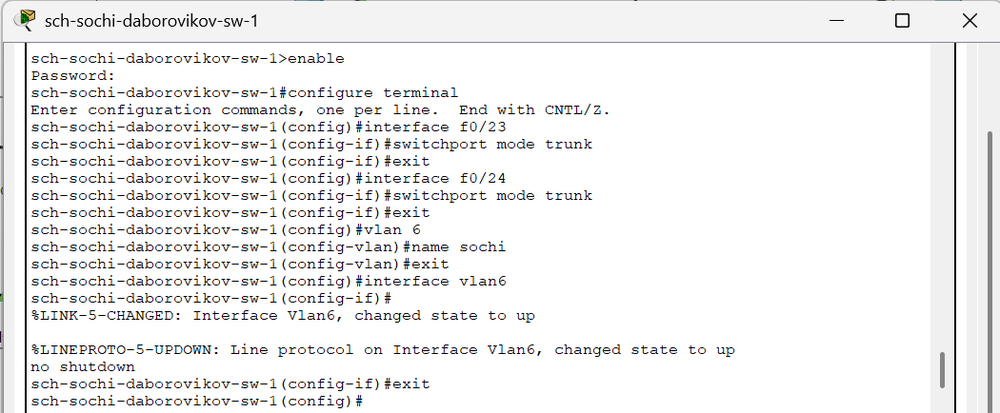 sch-sochi-daborovikov-sw-1
sch-sochi-daborovikov-sw-1>enable
Password:
sch-sochi-daborovikov-sw-1#configure terminal
Enter configuration commands, one per line.  End with CNTL/Z.
sch-sochi-daborovikov-sw-1(config)#interface f0/23
sch-sochi-daborovikov-sw-1(config-if)#switchport mode trunk
sch-sochi-daborovikov-sw-1(config-if)#exit
sch-sochi-daborovikov-sw-1(config)#interface f0/24
sch-sochi-daborovikov-sw-1(config-if)#switchport mode trunk
sch-sochi-daborovikov-sw-1(config-if)#exit
sch-sochi-daborovikov-sw-1(config)#vlan 6
sch-sochi-daborovikov-sw-1(config-vlan)#name sochi
sch-sochi-daborovikov-sw-1(config-vlan)#exit
sch-sochi-daborovikov-sw-1(config)#interface vlan6
sch-sochi-daborovikov-sw-1(config-if)#
%LINK-5-CHANGED: Interface Vlan6, changed state to up
%LINEPROTO-5-UPDOWN: Line protocol on Interface Vlan6, changed state to up
no shutdown
sch-sochi-daborovikov-sw-1(config-if)#exit
sch-sochi-daborovikov-sw-1(config)#